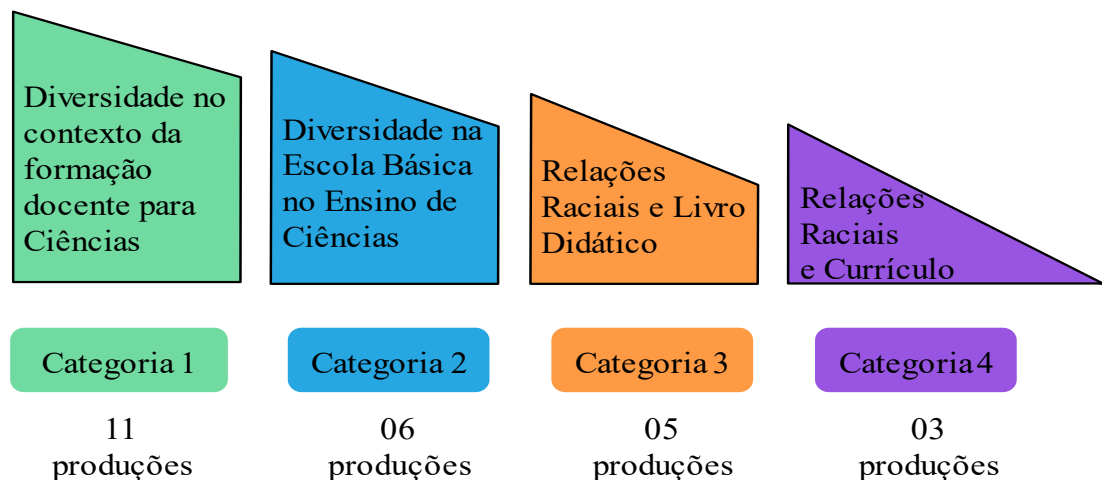 Diversidade no
contexto da
formação
docente para
Ciências
Diversidade na
Escola Básica
no Ensino de
Ciências
Relações
Raciais e Livro
Didático
Relações
Raciais
e Currículo
Categoria 1
Categoria 2
Categoria 3
Categoria 4
11
produções
06
produções
05
produções
03
produções